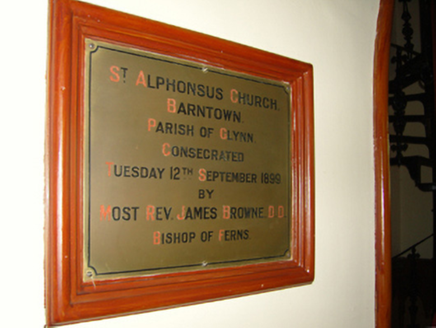 ST ALPHONSUS CHURCH,
BARNTOWN.
PARISH OF GLYNN.
CONSECRATED
TUESDAY 12TH SEPTEMBER 1899
BY
MOST REV. JAMES BROWNE. D D
BISHOP OF FERNS.